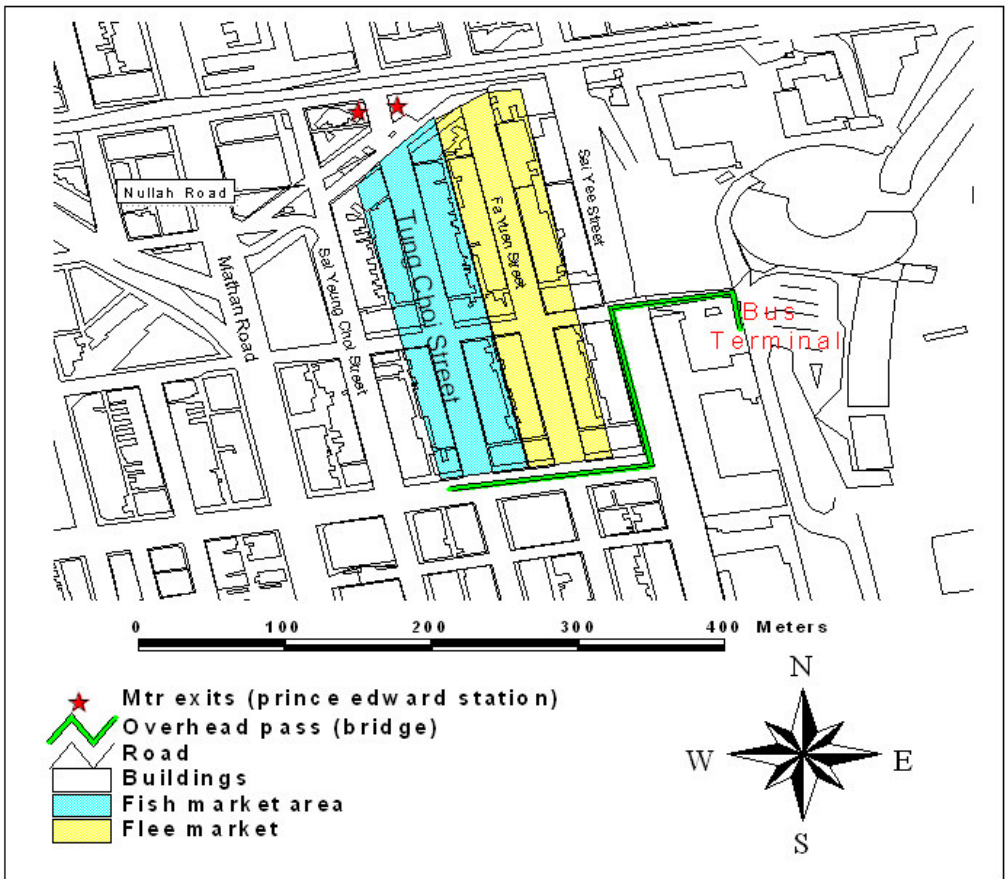 Nullah Road
Sai Yee Street
Fa Yuen Street
Tung Choi Street
Sai Yeung Choi Street
Mathan Road
Bus
Terminal
0 100 200 300 400 Meters
Mtr exits (prince edward station)
Overhead pass (bridge)
Road
Buildings
Fish market area
Flee market
N
W E
S